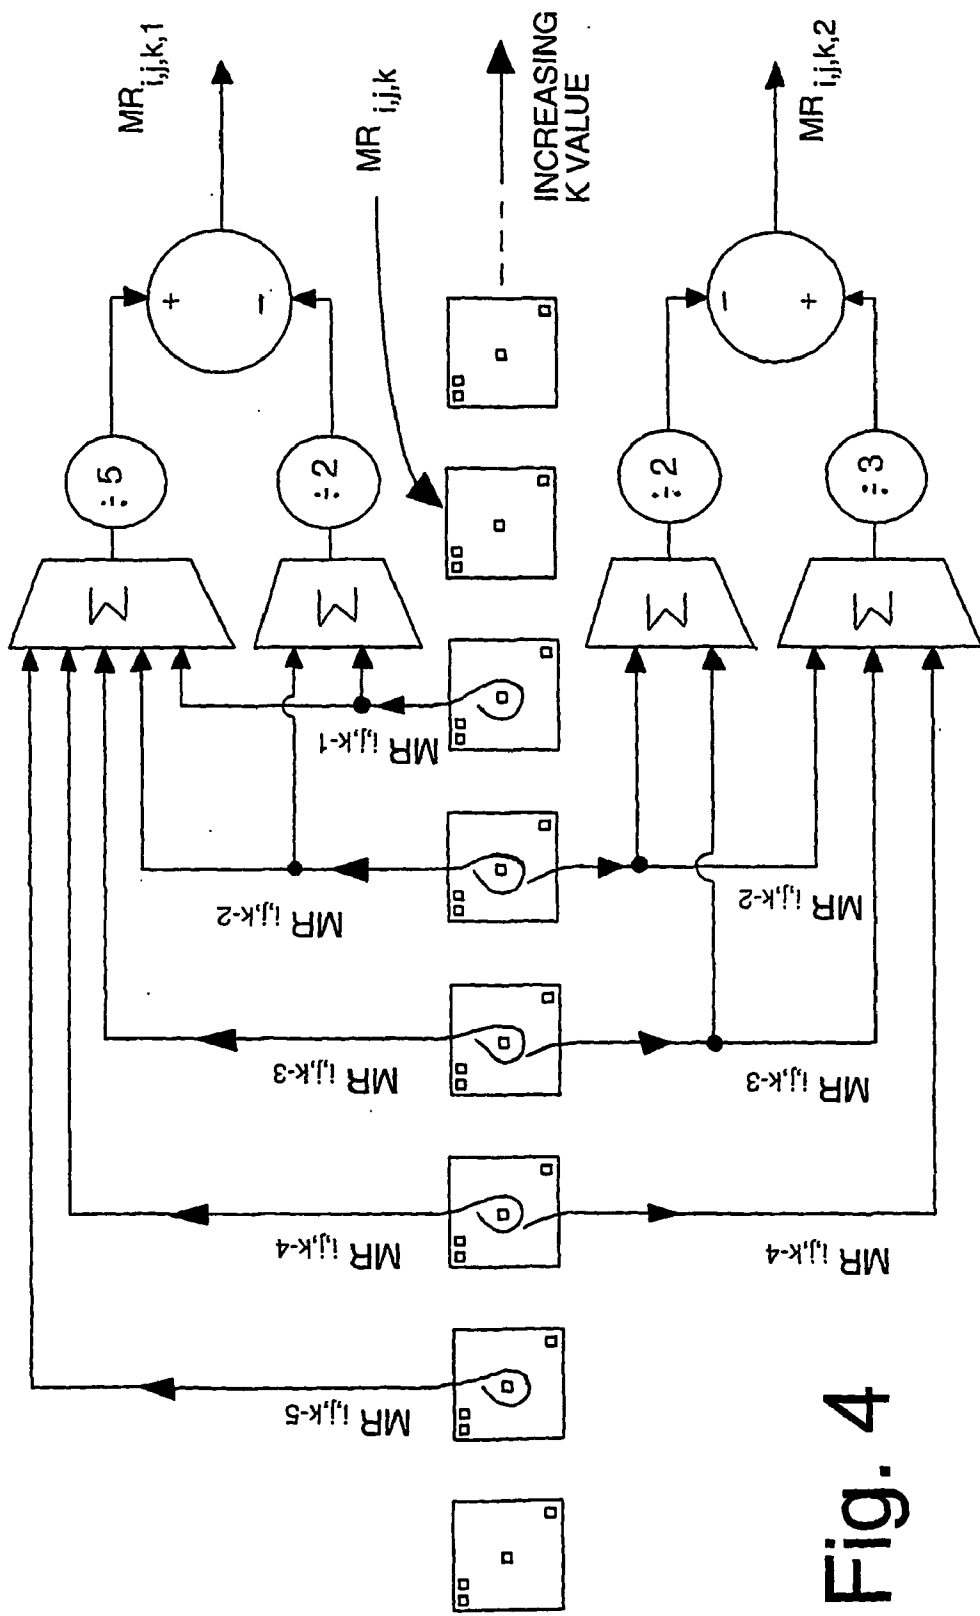 MR i,j,k,1
MR i,j,k
INCREASING
K VALUE
MR i,j,k,2
+
−
−
+
÷5
÷2
÷2
÷3
Σ
Σ
Σ
Σ
MR i,j,k-1
MR i,j,k-2
MR i,j,k-2
MR i,j,k-3
MR i,j,k-3
MR i,j,k-4
MR i,j,k-4
MR i,j,k-5
Fig. 4